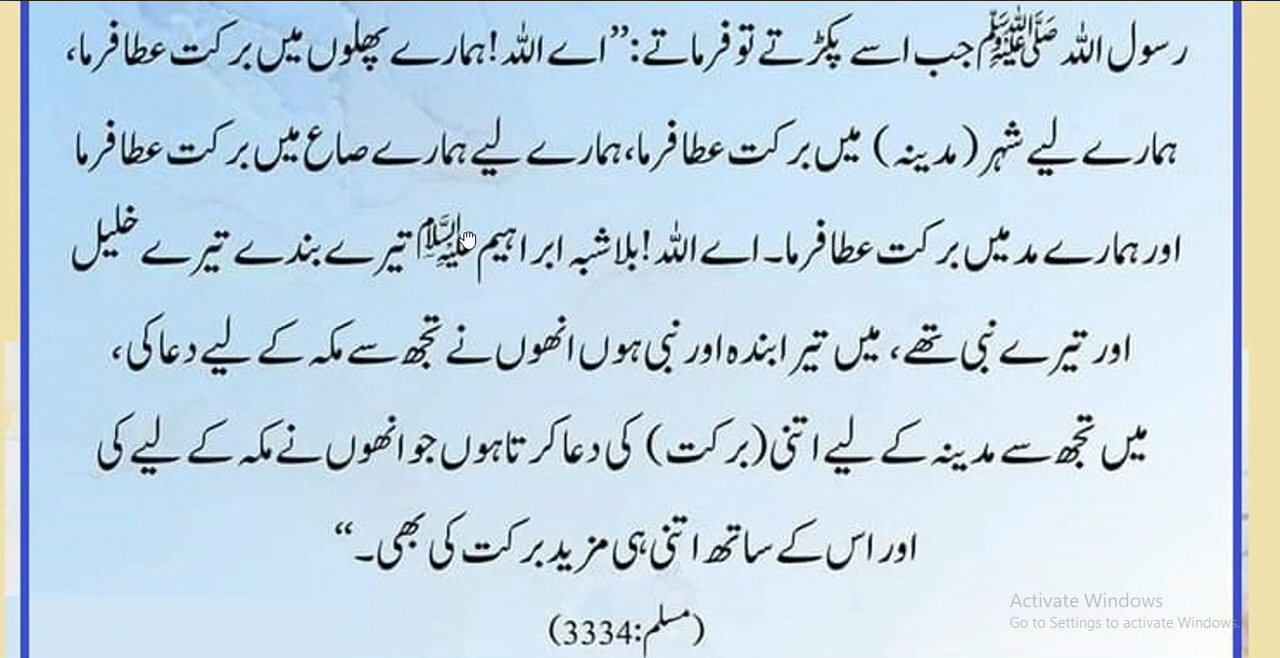 رسول اللہ ﷺ جب اسے پکڑتے تو فرماتے:”اے اللہ!ہمارے پھلوں میں برکت عطا فرما،
ہمارے لیے شہر (مدینہ) میں برکت عطا فرما،ہمارے لیے ہمارے صاع میں برکت عطا فرما
اور ہمارے مد میں برکت عطا فرما۔اے اللہ!بلاشبہ ابراہیم علیہ السلام تیرے بندے تیرے خلیل
اور تیرے نبی تھے، میں تیرا بندہ اور نبی ہوں انھوں نے تجھ سے مکہ کے لیے دعا کی،
میں تجھ سے مدینہ کے لیے اتنی(برکت) کی دعا کرتا ہوں جو انھوں نے مکہ کے لیے کی
اور اس کے ساتھ اتنی ہی مزید برکت کی بھی۔“
(مسلم:3334)
Activate Windows
Go to Settings to activate Windows.